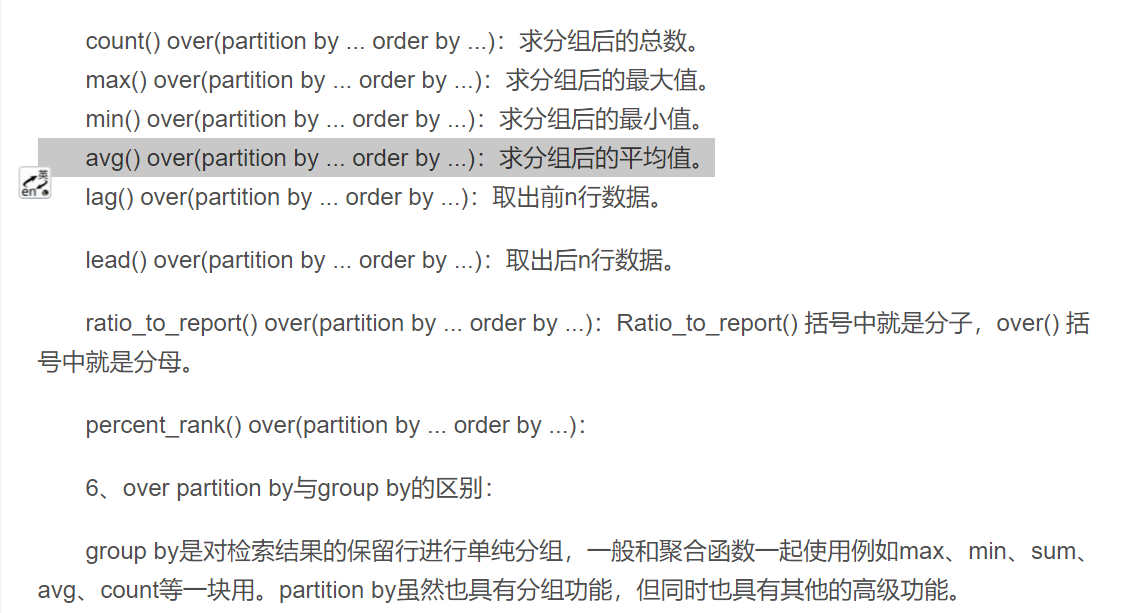 count() over(partition by ... order by ...)：求分组后的总数。
max() over(partition by ... order by ...)：求分组后的最大值。
min() over(partition by ... order by ...)：求分组后的最小值。
avg() over(partition by ... order by ...)：求分组后的平均值。
英
en
lag() over(partition by ... order by ...)：取出前n行数据。
lead() over(partition by ... order by ...)：取出后n行数据。
ratio_to_report() over(partition by ... order by ...)：Ratio_to_report() 括号中就是分子，over() 括
号中就是分母。
percent_rank() over(partition by ... order by ...)：
6、over partition by与group by的区别：
group by是对检索结果的保留行进行单纯分组，一般和聚合函数一起使用例如max、min、sum、
avg、count等一块用。partition by虽然也具有分组功能，但同时也具有其他的高级功能。